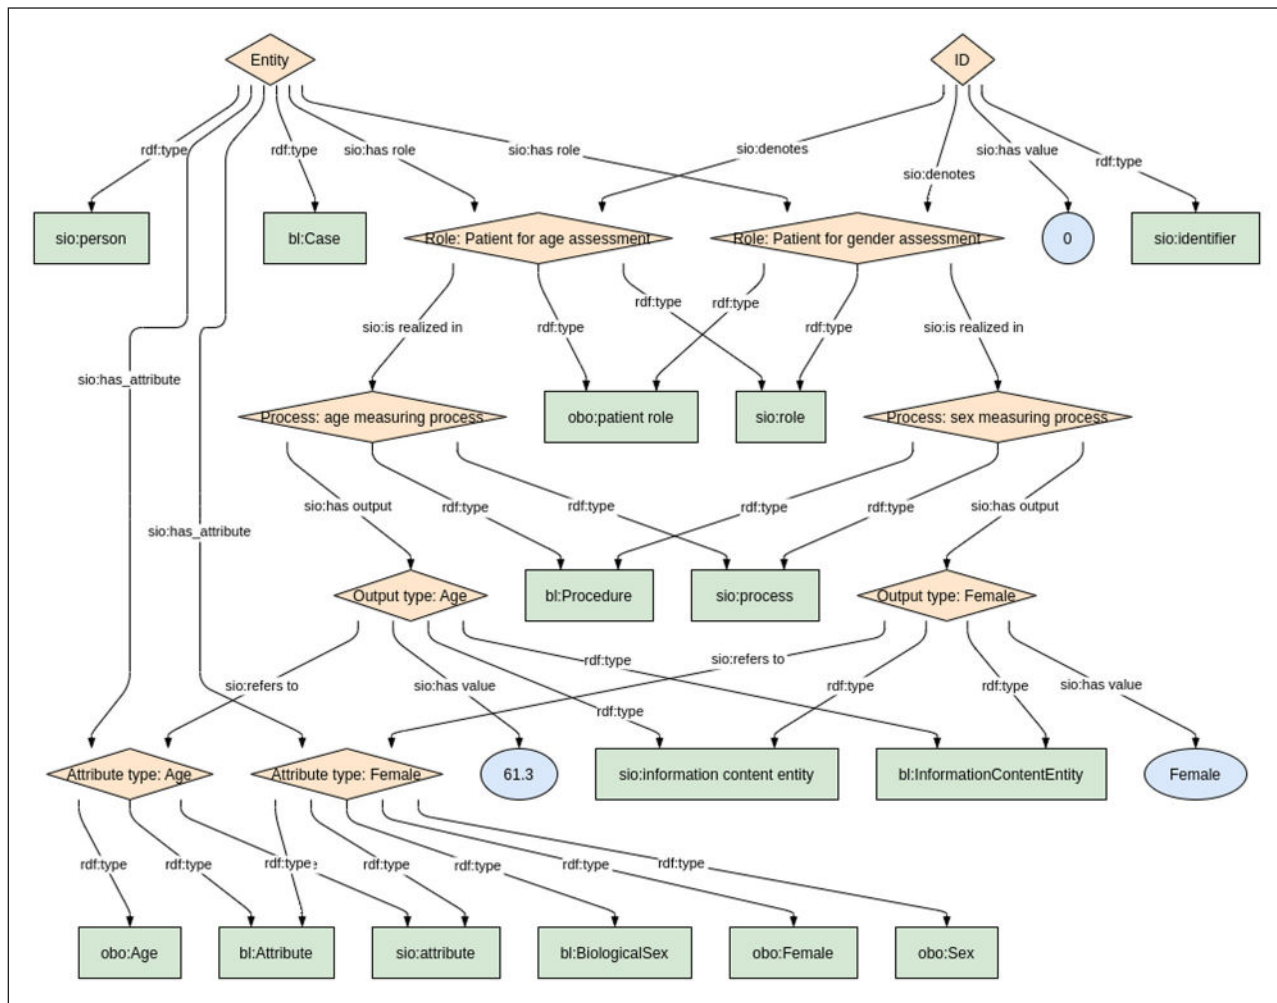 Entity
ID
rdf:type
rdf:type
sio:has role
sio:has role
sio:denotes
sio:denotes
sio:has value
rdf:type
sio:person
bl:Case
Role: Patient for age assessment
Role: Patient for gender assessment
0
sio:identifier
sio:is realized in
rdf:type
rdf:type
rdf:type
rdf:type
sio:is realized in
sio:has_attribute
Process: age measuring process
obo:patient role
sio:role
Process: sex measuring process
sio:has_attribute
sio:has output
rdf:type
rdf:type
rdf:type
rdf:type
sio:has output
Output type: Age
bl:Procedure
sio:process
Output type: Female
sio:refers to
sio:has value
rdf:type
rdf:type
sio:refers to
rdf:type
rdf:type
sio:has value
Attribute type: Age
Attribute type: Female
61.3
sio:information content entity
bl:InformationContentEntity
Female
rdf:type
rdf:type
rdf:type
rdf:type
rdf:type
rdf:type
rdf:type
obo:Age
bl:Attribute
sio:attribute
bl:BiologicalSex
obo:Female
obo:Sex